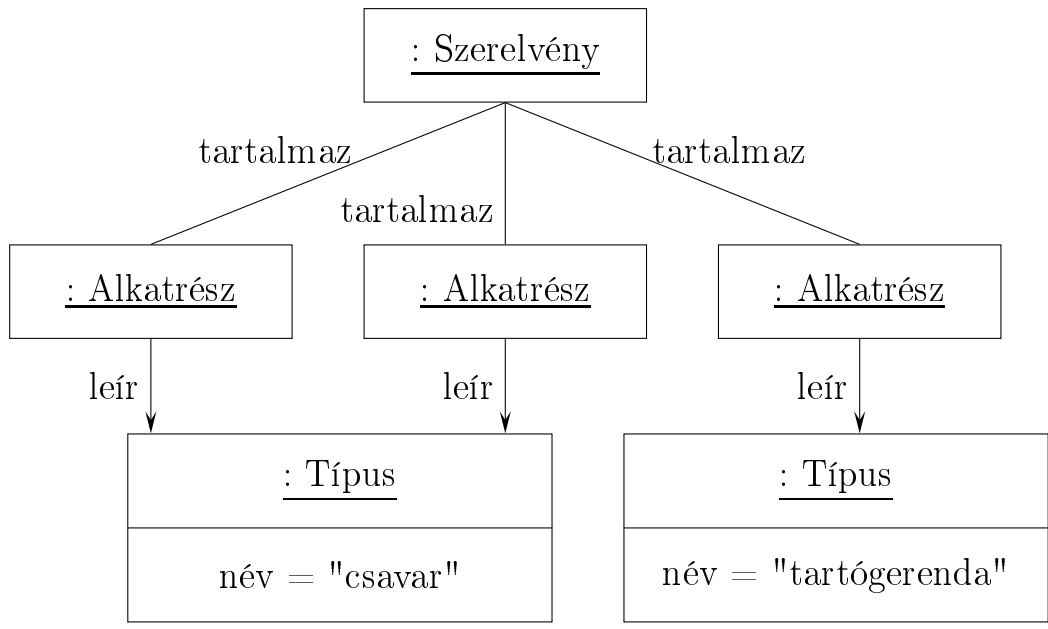 : Szerelvény
tartalmaz
tartalmaz
tartalmaz
: Alkatrész
: Alkatrész
: Alkatrész
leír
leír
leír
: Típus
: Típus
név = "csavar"
név = "tartógerenda"